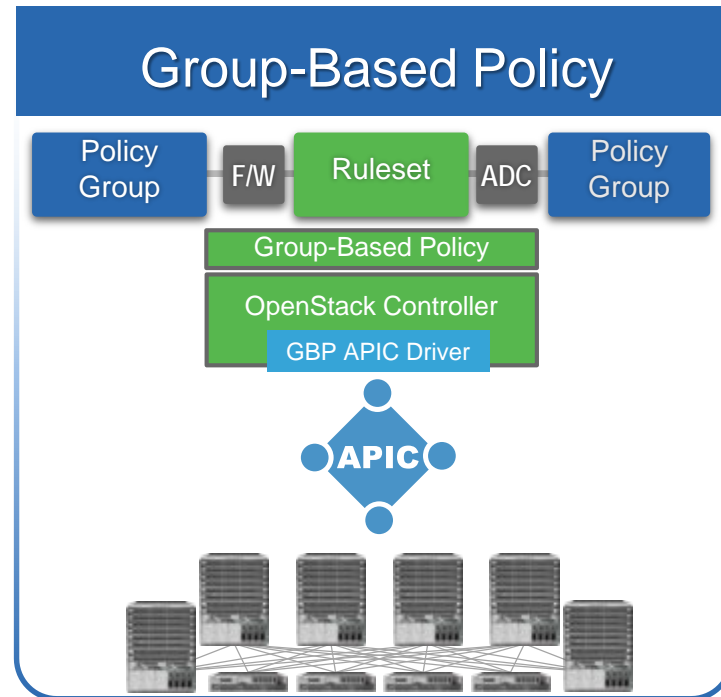 Group-Based Policy
Policy
Group
F/W
Ruleset
ADC
Policy
Group
Group-Based Policy
OpenStack Controller
GBP APIC Driver
APIC